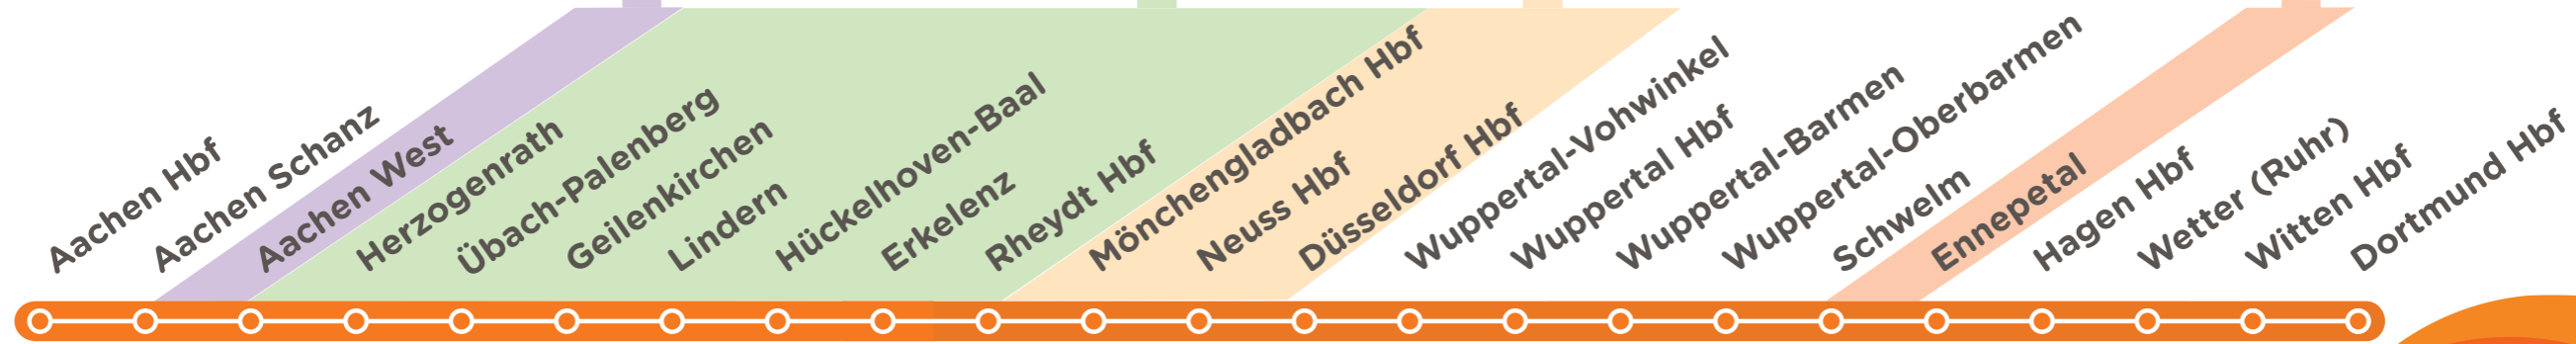 Aachen Hbf
Aachen Schanz
Aachen West
Herzogenrath
Übach-Palenberg
Geilenkirchen
Lindern
Hückelhoven-Baal
Erkelenz
Rheydt Hbf
Mönchengladbach Hbf
Neuss Hbf
Düsseldorf Hbf
Wuppertal-Vohwinkel
Wuppertal Hbf
Wuppertal-Barmen
Wuppertal-Oberbarmen
Schwelm
Ennepetal
Hagen Hbf
Wetter (Ruhr)
Witten Hbf
Dortmund Hbf